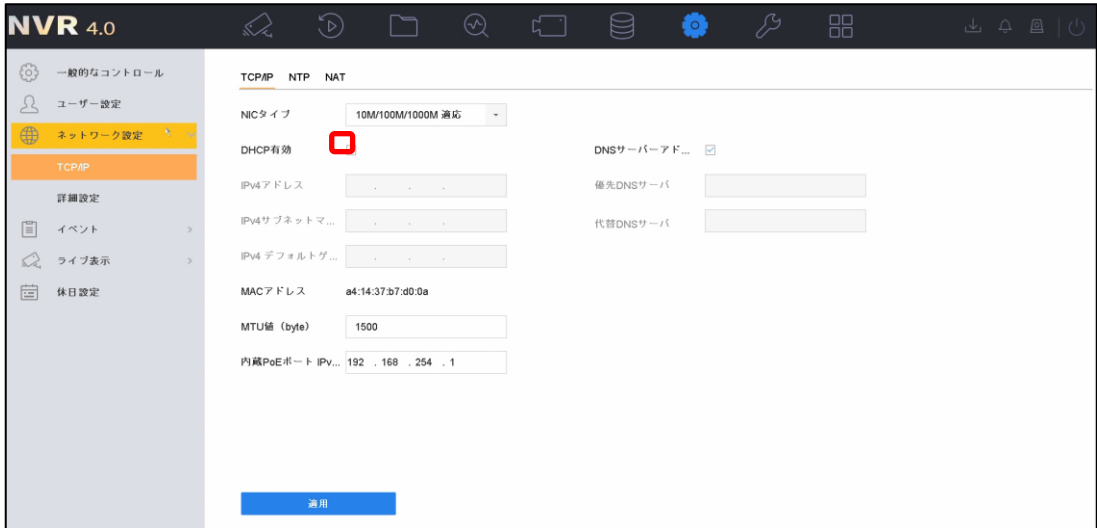 NVR 4.0
一般的なコントロール
ユーザー設定
ネットワーク設定
TCP/IP
詳細設定
イベント
ライブ表示
休日設定
TCP/IP NTP NAT
NICタイプ 10M/100M/1000M 適応
DHCP有効 DNSサーバーアド...
IPv4アドレス . . . 優先DNSサーバ
IPv4サブネットマ... . . . 代替DNSサーバ
IPv4 デフォルトゲ... . . .
MACアドレス a4:14:37:b7:d0:0a
MTU値（byte） 1500
内蔵PoEポート IPv... 192 . 168 . 254 . 1
適用